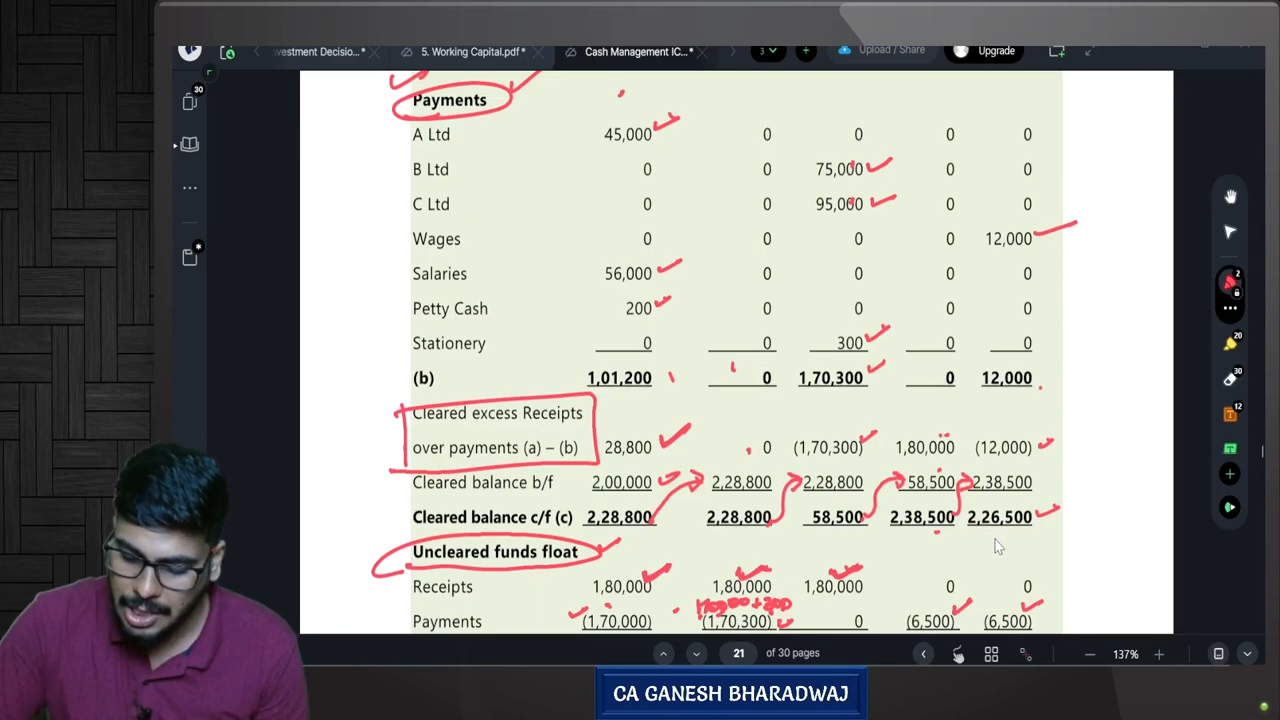 vestment Decisio...* 5. Working Capital.pdf* Cash Management IC...* 3 Upload / Share Upgrade
30
Payments
A Ltd 45,000 0 0 0 0
B Ltd 0 0 75,000 0 0
C Ltd 0 0 95,000 0 0
Wages 0 0 0 0 12,000
Salaries 56,000 0 0 0 0
Petty Cash 200 0 0 0 0
Stationery 0 0 300 0 0
(b) 1,01,200 0 1,70,300 0 12,000
Cleared excess Receipts
over payments (a) – (b) 28,800 0 (1,70,300) 1,80,000 (12,000)
Cleared balance b/f 2,00,000 2,28,800 2,28,800 58,500 2,38,500
Cleared balance c/f (c) 2,28,800 2,28,800 58,500 2,38,500 2,26,500
Uncleared funds float
Receipts 1,80,000 1,80,000 1,80,000 0 0
Payments (1,70,000) (1,70,300) 0 (6,500) (6,500)
2
20
30
12
21 of 30 pages 137%
CA GANESH BHARADWAJ